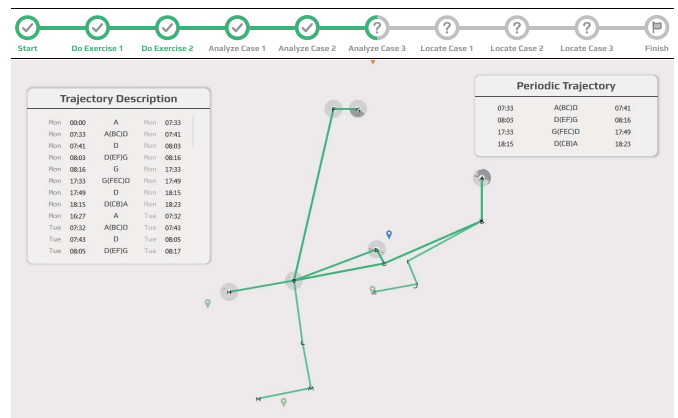 Start Do Exercise 1 Do Exercise 2 Analyze Case 1 Analyze Case 2 Analyze Case 3 Locate Case 1 Locate Case 2 Locate Case 3 Finish
Trajectory Description
Mon 00:00 A Mon 07:33
Mon 07:33 A(BC)D Mon 07:41
Mon 07:41 D Mon 08:03
Mon 08:03 D(EF)G Mon 08:16
Mon 08:16 G Mon 17:33
Mon 17:33 G(FEC)D Mon 17:49
Mon 17:49 D Mon 18:15
Mon 18:15 D(CB)A Mon 18:23
Mon 16:27 A Tue 07:32
Tue 07:32 A(BC)D Tue 07:43
Tue 07:43 D Tue 08:05
Tue 08:05 D(EF)G Tue 08:17
Periodic Trajectory
07:33 A(BC)D 07:41
08:03 D(EF)G 08:16
17:33 G(FEC)D 17:49
18:15 D(CB)A 18:23
F
A
B
D
C
I
H
J
L
M
N